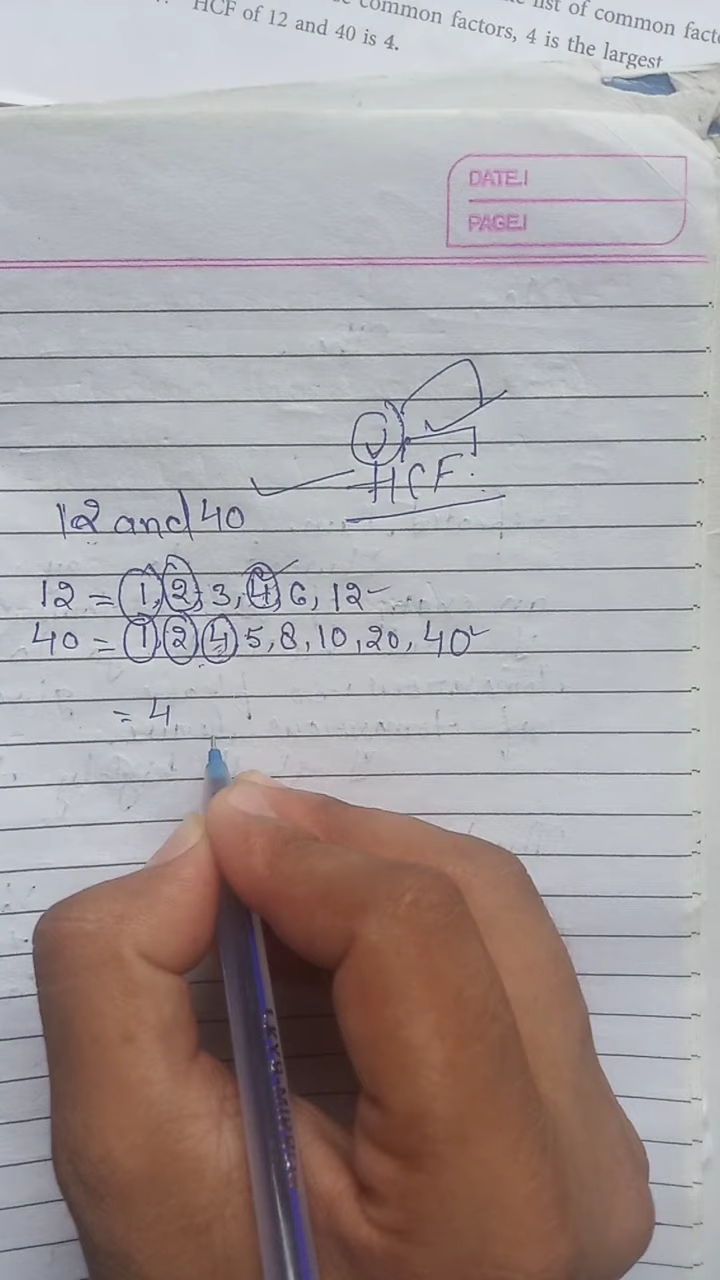 list of common
common factors, 4 is the largest
HCF of 12 and 40 is 4.
DATE
PAGE
HCF.
12 and 40
12 = 1, 2, 3, 4, 6, 12
40 = 1 2 4 5, 8, 10, 20, 40
= 4